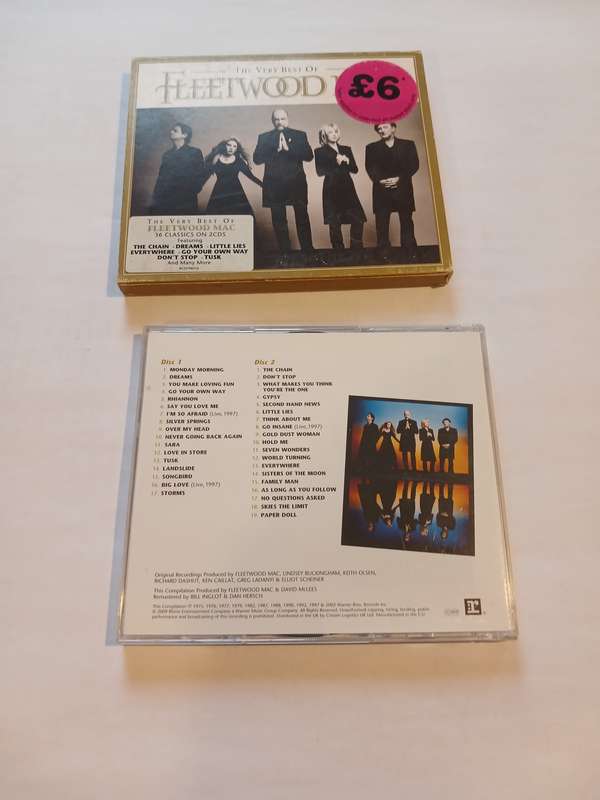 THE VERY BEST OF
FLEETWOOD M
£6
THE VERY BEST OF
FLEETWOOD MAC
36 CLASSICS ON 2CDS
Featuring
THE CHAIN · DREAMS · LITTLE LIES
EVERYWHERE · GO YOUR OWN WAY
DON'T STOP · TUSK
And Many More
Disc 1
1. MONDAY MORNING
2. DREAMS
3. YOU MAKE LOVING FUN
4. GO YOUR OWN WAY
5. RHIANNON
6. SAY YOU LOVE ME
7. I'M SO AFRAID (Live, 1997)
8. SILVER SPRINGS
9. OVER MY HEAD
10. NEVER GOING BACK AGAIN
11. SARA
12. LOVE IN STORE
13. TUSK
14. LANDSLIDE
15. SONGBIRD
16. BIG LOVE (Live, 1997)
17. STORMS
Disc 2
1. THE CHAIN
2. DON'T STOP
3. WHAT MAKES YOU THINK
YOU'RE THE ONE
4. GYPSY
5. SECOND HAND NEWS
6. LITTLE LIES
7. THINK ABOUT ME
8. GO INSANE (Live, 1997)
9. GOLD DUST WOMAN
10. HOLD ME
11. SEVEN WONDERS
12. WORLD TURNING
13. EVERYWHERE
14. SISTERS OF THE MOON
15. FAMILY MAN
16. AS LONG AS YOU FOLLOW
17. NO QUESTIONS ASKED
18. SKIES THE LIMIT
19. PAPER DOLL
Original Recordings Produced by FLEETWOOD MAC, LINDSEY BUCKINGHAM, KEITH OLSEN,
RICHARD DASHUT, KEN CAILLAT, GREG LADANYI & ELLIOT SCHEINER
This Compilation Produced by FLEETWOOD MAC & DAVID McLEES
Remastered by BILL INGLOT & DAN HERSCH